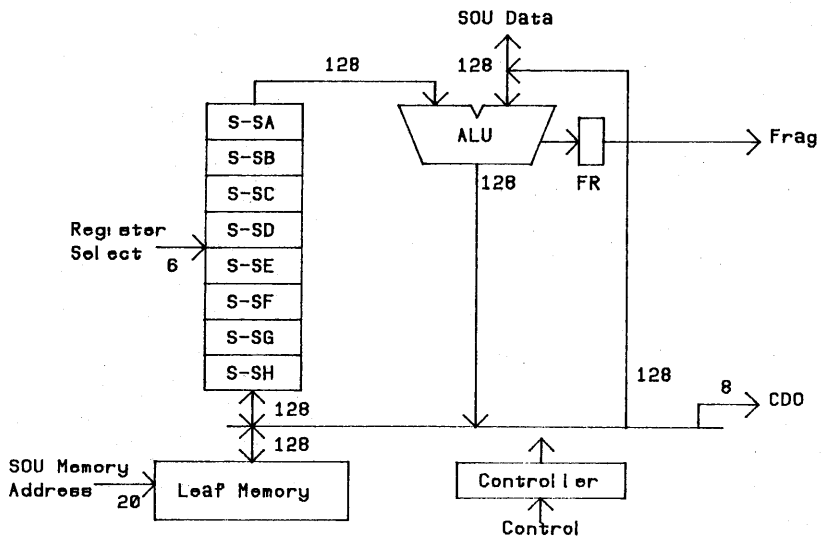 SOU Data
128
128
S-SA
S-SB
S-SC
S-SD
S-SE
S-SF
S-SG
S-SH
ALU
FR
Frag
128
Register
Select
6
128
8
CDO
128
128
SOU Memory
Address
20
Leaf Memory
Controller
Control